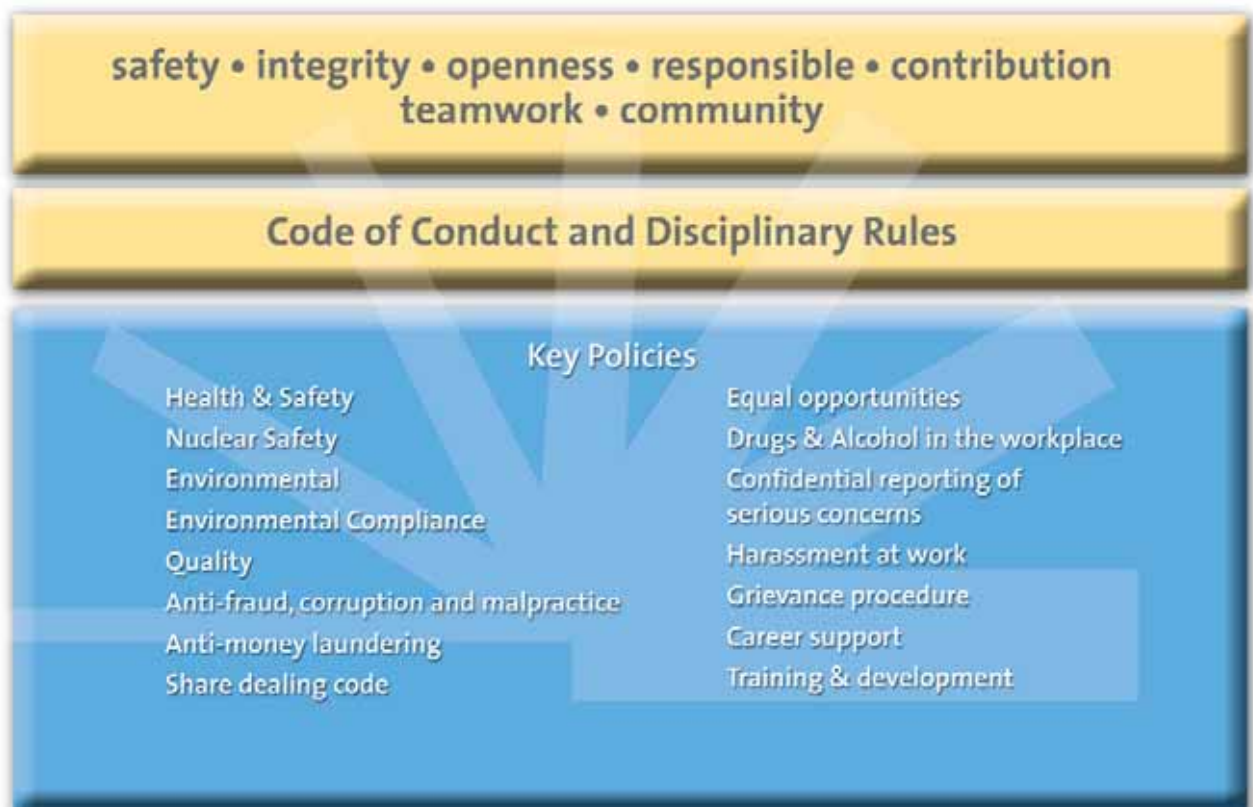 safety • integrity • openness • responsible • contribution
teamwork • community
Code of Conduct and Disciplinary Rules
Key Policies
Health & Safety
Nuclear Safety
Environmental
Environmental Compliance
Quality
Anti-fraud, corruption and malpractice
Anti-money laundering
Share dealing code
Equal opportunities
Drugs & Alcohol in the workplace
Confidential reporting of
serious concerns
Harassment at work
Grievance procedure
Career support
Training & development